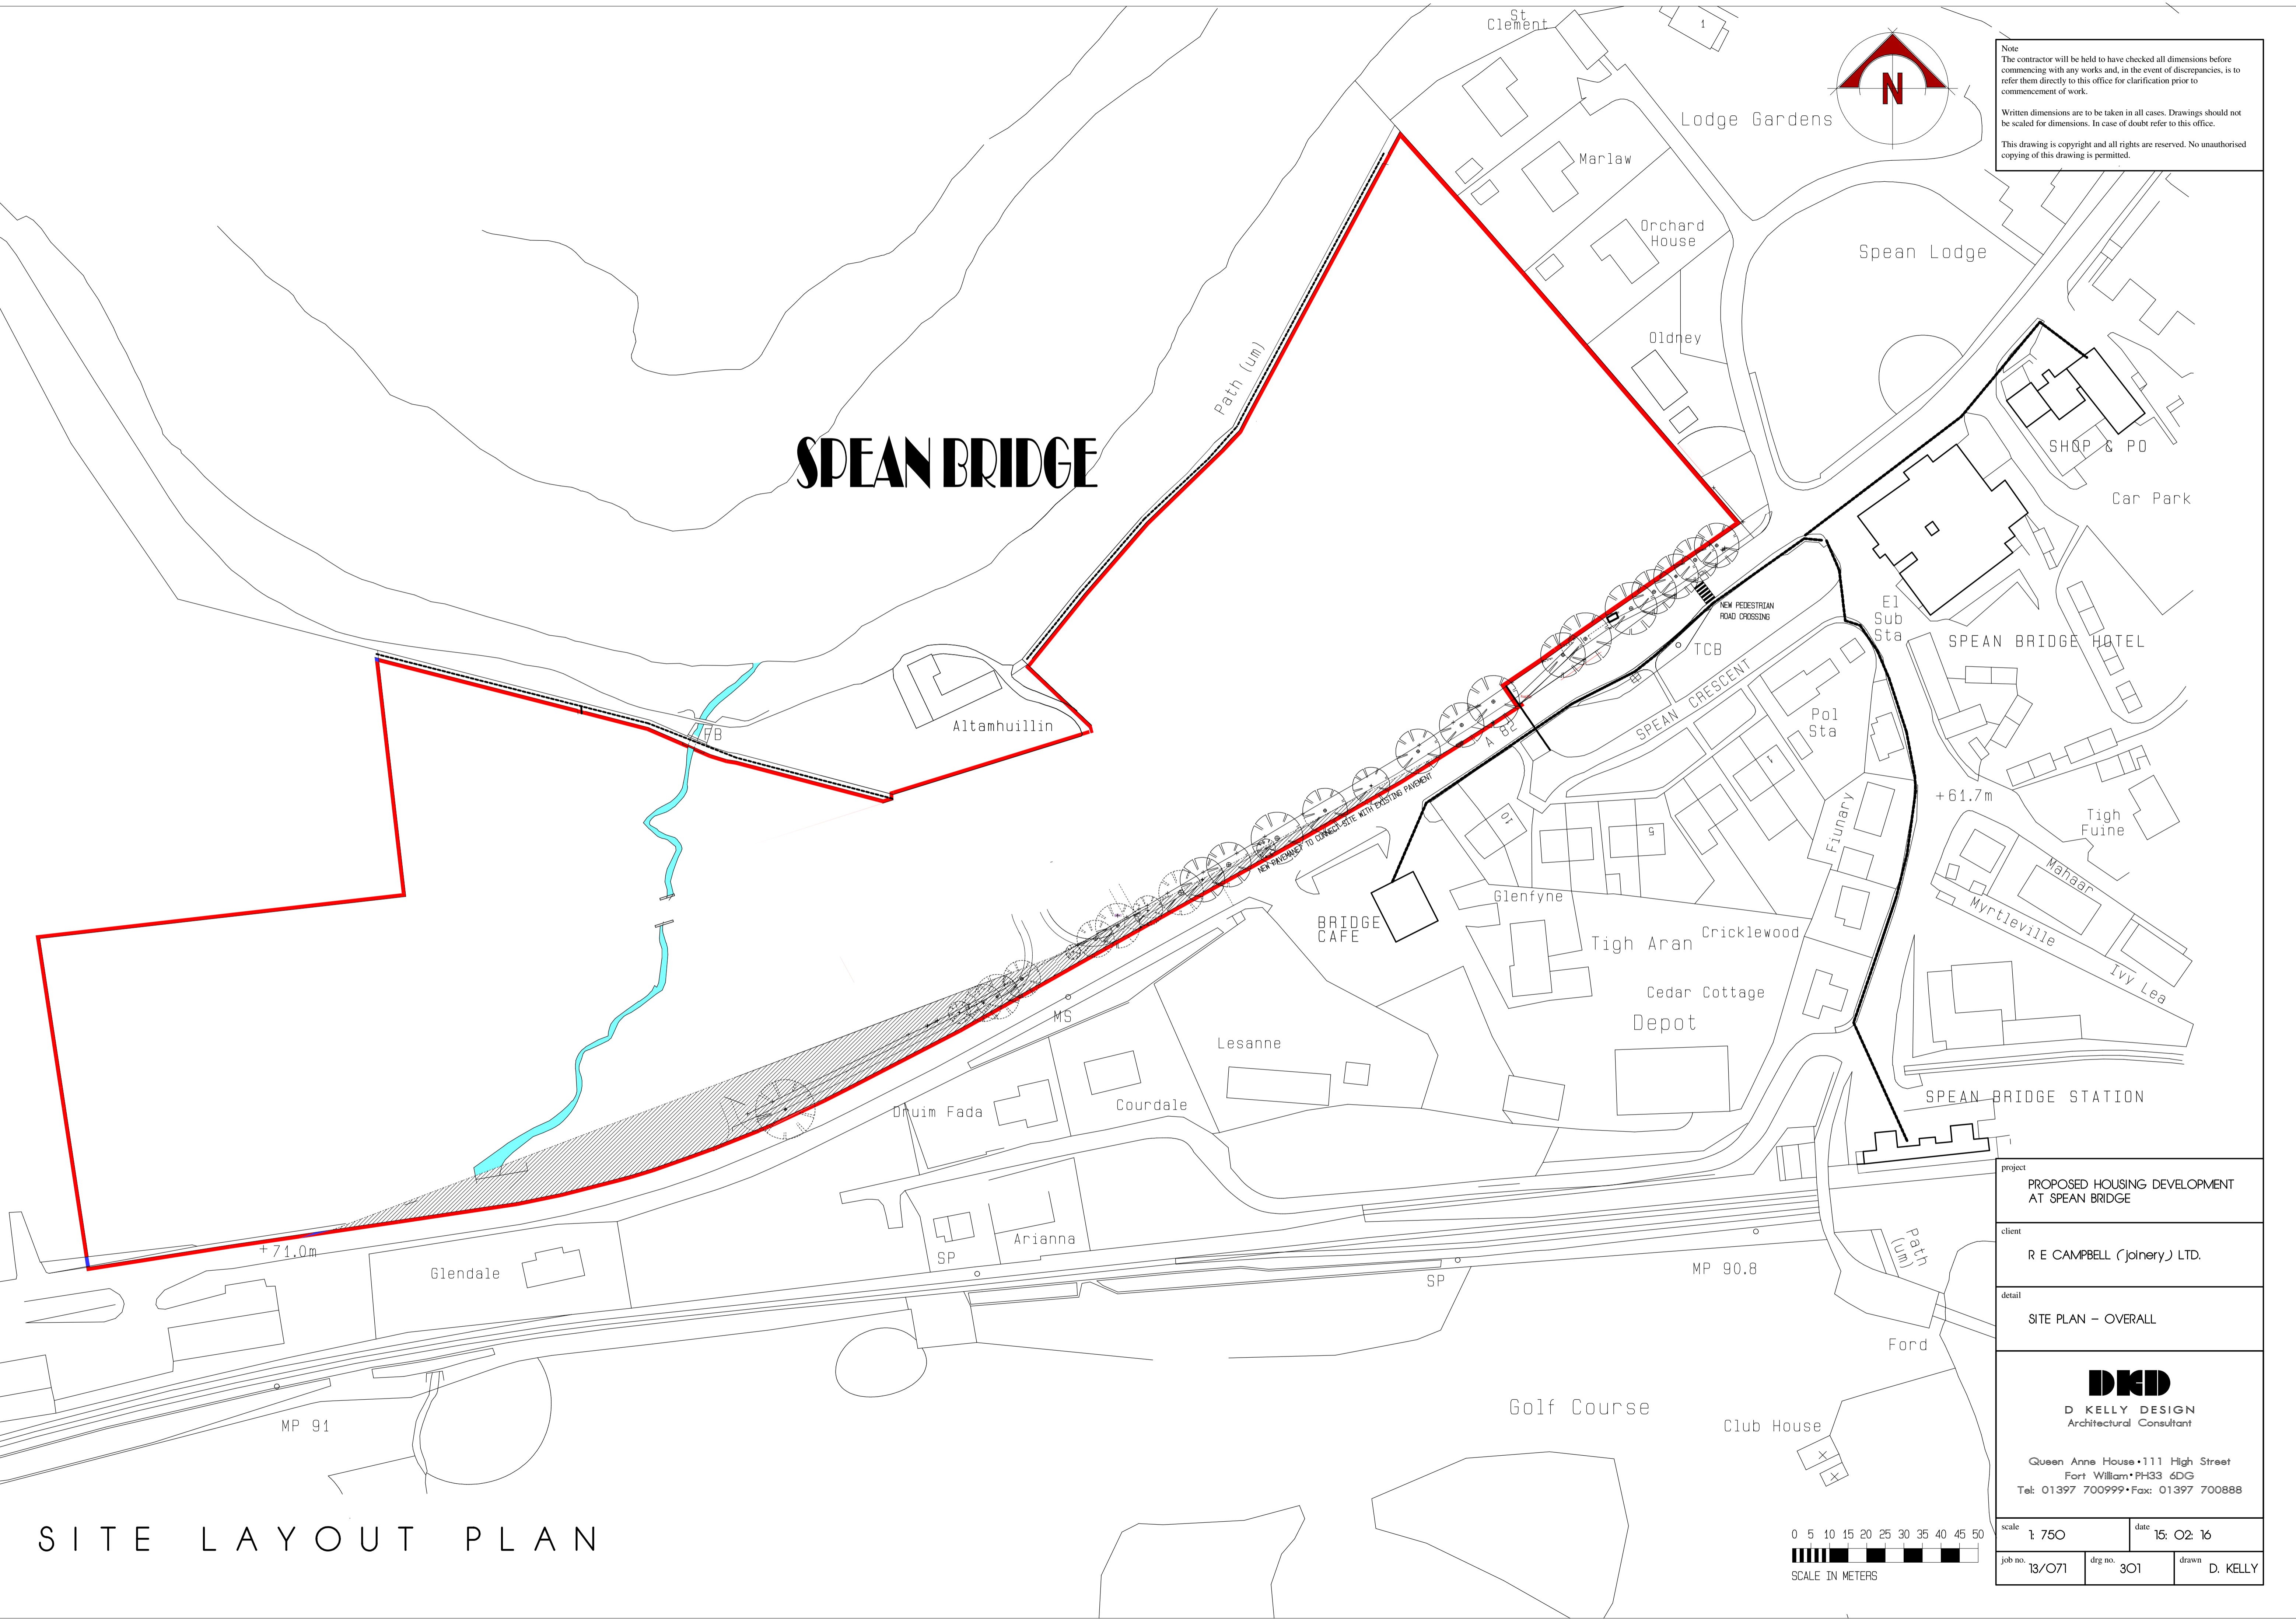 St
Clement
1
Lodge Gardens
N
Note
The contractor will be held to have checked all dimensions before
commencing with any works and, in the event of discrepancies, is to
refer them directly to this office for clarification prior to
commencement of work.
Written dimensions are to be taken in all cases. Drawings should not
be scaled for dimensions. In case of doubt refer to this office.
This drawing is copyright and all rights are reserved. No unauthorised
copying of this drawing is permitted.
Marlaw
Orchard
House
Spean Lodge
Oldney
Path (um)
SPEAN BRIDGE
SHOP & PO
Car Park
NEW PEDESTRIAN
ROAD CROSSING
El
Sub
Sta
SPEAN BRIDGE HOTEL
TCB
SPEAN CRESCENT
Pol
Sta
A 82
FB
Altamhuillin
1
+61.7m
Tigh
Fuine
Fiunary
10
5
NEW PAVEMANET TO CONNECT SITE WITH EXISTING PAVEMENT
Mahaar
Myrtleville
Ivy Lea
Glenfyne
BRIDGE
CAFE
Tigh Aran
Cricklewood
Cedar Cottage
Depot
MS
Lesanne
SPEAN BRIDGE STATION
Druim Fada
Courdale
Arianna
SP
+71.0m
Glendale
SP
MP 90.8
Path
(um)
Ford
MP 91
Golf Course
Club House
SITE LAYOUT PLAN
0 5 10 15 20 25 30 35 40 45 50
SCALE IN METERS
project
PROPOSED HOUSING DEVELOPMENT
AT SPEAN BRIDGE
client
R E CAMPBELL (joinery) LTD.
detail
SITE PLAN - OVERALL
DKD
D KELLY DESIGN
Architectural Consultant
Queen Anne House•111 High Street
Fort William•PH33 6DG
Tel: 01397 700999•Fax: 01397 700888
scale 1: 750
date 15: 02: 16
job no. 13/071
drg no. 301
drawn D. KELLY